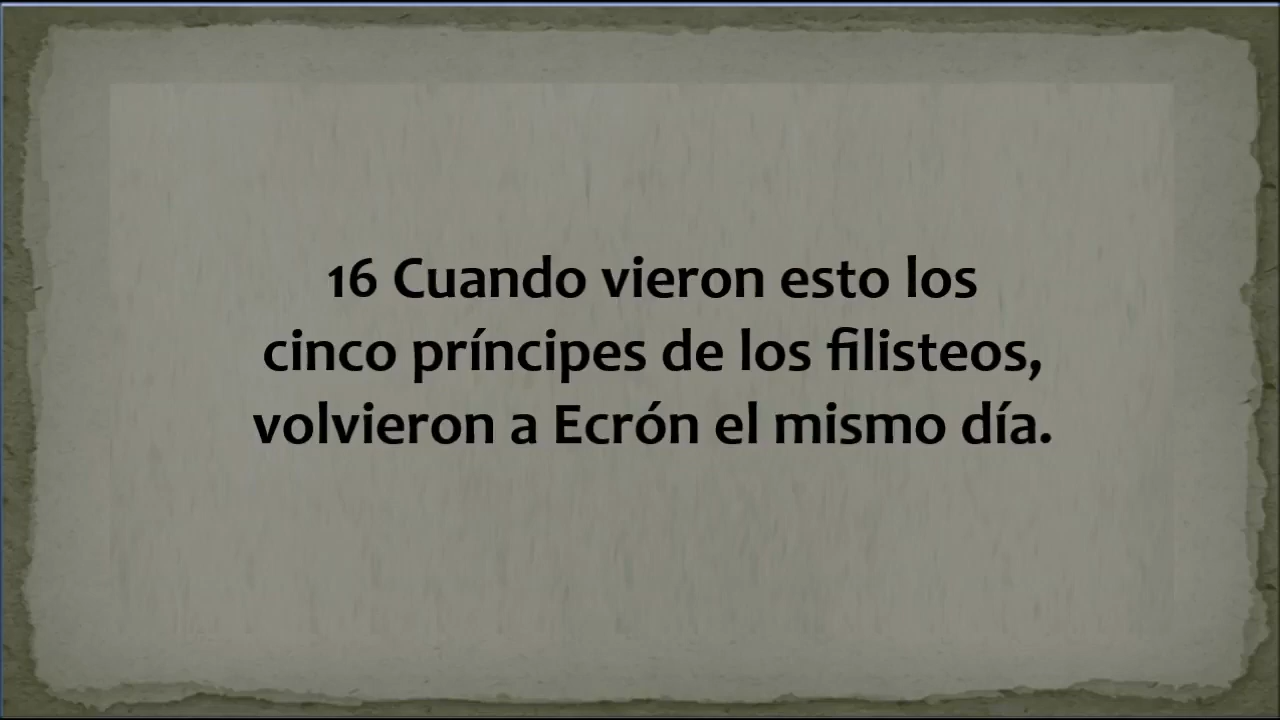 16 Cuando vieron esto los
cinco príncipes de los filisteos,
volvieron a Ecrón el mismo día.